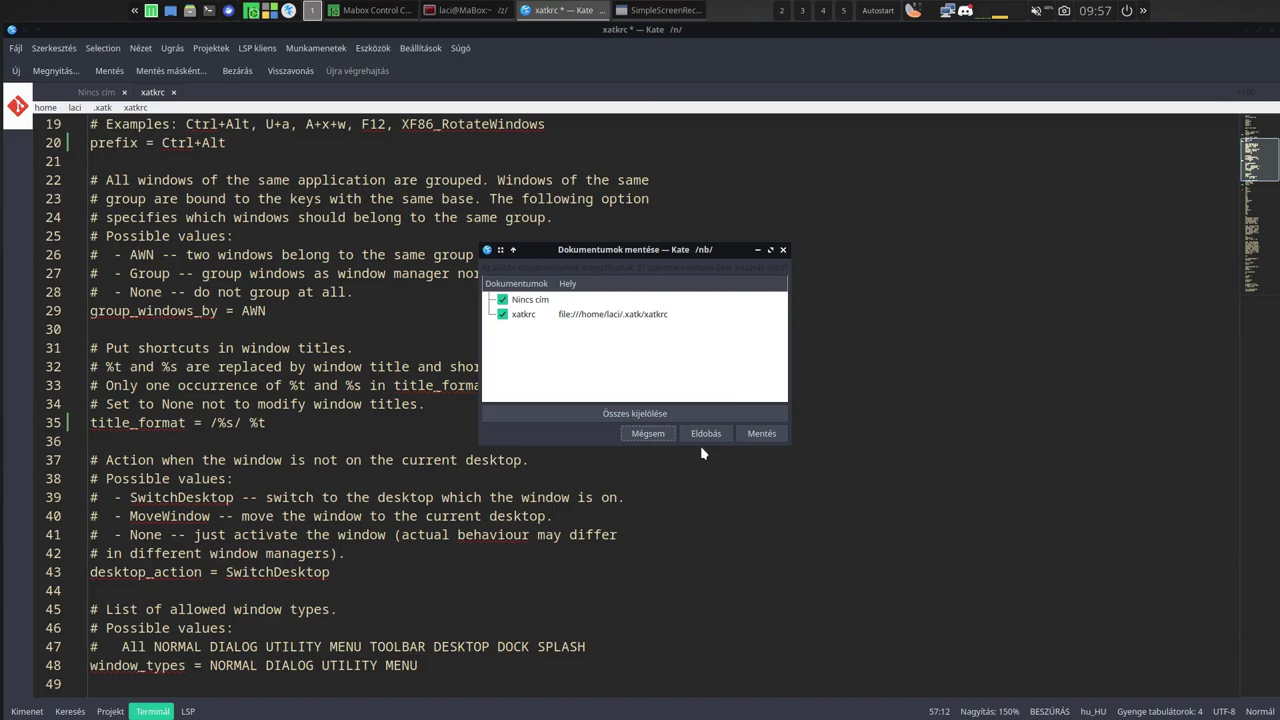 « 1 Mabox Control C... laci@MaBox:~ /z/ xatkrc * — Kate ... SimpleScreenRec... 2 3 4 5 Autostart 09:57 »
xatkrc * — Kate /n/
Fájl Szerkesztés Selection Nézet Ugrás Projektek LSP kliens Munkamenetek Eszközök Beállítások Súgó
Új Megnyitás... Mentés Mentés másként... Bezárás Visszavonás Újra végrehajtás
Nincs cím × xatkrc ×
home laci .xatk xatkrc
19 # Examples: Ctrl+Alt, U+a, A+x+w, F12, XF86_RotateWindows
20 prefix = Ctrl+Alt
21
22 # All windows of the same application are grouped. Windows of the same
23 # group are bound to the keys with the same base. The following option
24 # specifies which windows should belong to the same group.
25 # Possible values:
26 #  - AWN -- two windows belong to the same group
27 #  - Group -- group windows as window manager
28 #  - None -- do not group at all.
29 group_windows_by = AWN
30
31 # Put shortcuts in window titles.
32 # %t and %s are replaced by window title and
33 # Only one occurrence of %t and %s in
34 # Set to None not to modify window titles.
35 title_format = /%s/ %t
36
37 # Action when the window is not on the current desktop.
38 # Possible values:
39 #  - SwitchDesktop -- switch to the desktop which the window is on.
40 #  - MoveWindow -- move the window to the current desktop.
41 #  - None -- just activate the window (actual behaviour may differ
42 # in different window managers).
43 desktop_action = SwitchDesktop
44
45 # List of allowed window types.
46 # Possible values:
47 #   All NORMAL DIALOG UTILITY MENU TOOLBAR DESKTOP DOCK SPLASH
48 window_types = NORMAL DIALOG UTILITY MENU
49
Dokumentumok mentése — Kate /nb/
Dokumentumok Hely
Nincs cím
xatkrc file:///home/laci/.xatk/xatkrc
Összes kijelölése
Mégsem Eldobás Mentés
Kimenet Keresés Projekt Terminál LSP 57:12 Nagyítás: 150% BESZÚRÁS hu_HU Gyenge tabulátorok: 4 UTF-8 Normál